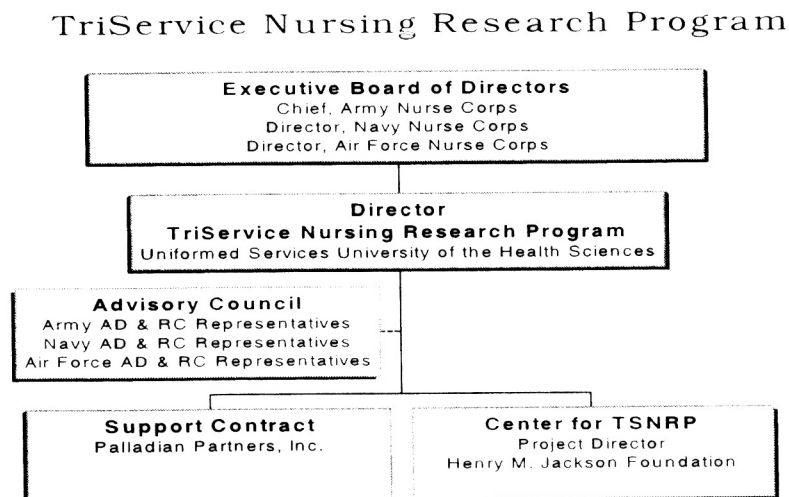 TriService Nursing Research Program
Executive Board of Directors
Chief, Army Nurse Corps
Director, Navy Nurse Corps
Director, Air Force Nurse Corps
Director
TriService Nursing Research Program
Uniformed Services University of the Health Sciences
Advisory Council
Army AD & RC Representatives
Navy AD & RC Representatives
Air Force AD & RC Representatives
Support Contract
Palladian Partners, Inc.
Center for TSNRP
Project Director
Henry M. Jackson Foundation